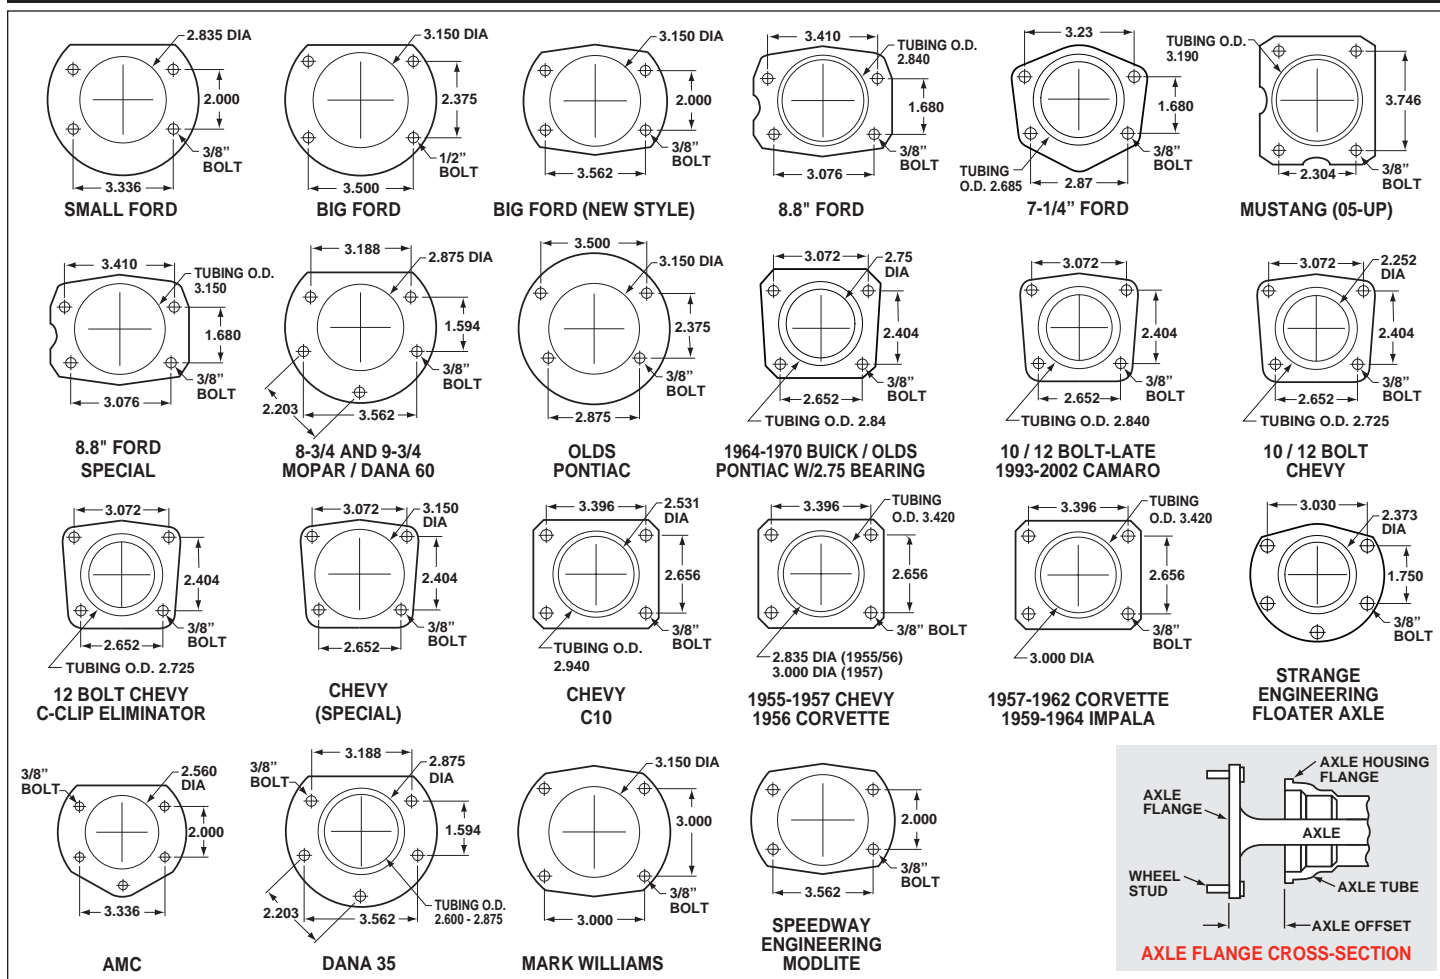 2.835 DIA
2.000
3/8”
BOLT
3.336
SMALL FORD
3.150 DIA
2.375
1/2”
BOLT
3.500
BIG FORD
3.150 DIA
2.000
3/8”
BOLT
3.562
BIG FORD (NEW STYLE)
3.410
TUBING O.D.
2.840
1.680
3/8”
BOLT
3.076
8.8" FORD
3.23
1.680
3/8”
BOLT
TUBING
O.D. 2.685
2.87
7-1/4” FORD
TUBING O.D.
3.190
3.746
3/8”
BOLT
2.304
MUSTANG (05-UP)
3.410
TUBING O.D.
3.150
1.680
3/8”
BOLT
3.076
8.8" FORD
SPECIAL
3.188
2.875 DIA
1.594
3/8”
BOLT
2.203
3.562
8-3/4 AND 9-3/4
MOPAR / DANA 60
3.500
3.150 DIA
2.375
3/8”
BOLT
2.875
OLDS
PONTIAC
3.072
2.75
DIA
2.404
3/8”
BOLT
2.652
TUBING O.D. 2.84
1964-1970 BUICK / OLDS
PONTIAC W/2.75 BEARING
3.072
2.404
3/8”
BOLT
2.652
TUBING O.D. 2.840
10 / 12 BOLT-LATE
1993-2002 CAMARO
3.072
2.252
DIA
2.404
3/8”
BOLT
2.652
TUBING O.D. 2.725
10 / 12 BOLT
CHEVY
3.072
2.404
3/8”
BOLT
2.652
TUBING O.D. 2.725
12 BOLT CHEVY
C-CLIP ELIMINATOR
3.072
3.150
DIA
2.404
3/8”
BOLT
2.652
CHEVY
(SPECIAL)
3.396
2.531
DIA
2.656
3/8”
BOLT
TUBING O.D.
2.940
CHEVY
C10
3.396
TUBING
O.D. 3.420
2.656
3/8” BOLT
2.835 DIA (1955/56)
3.000 DIA (1957)
1955-1957 CHEVY
1956 CORVETTE
3.396
TUBING
O.D. 3.420
2.656
3/8”
BOLT
3.000 DIA
1957-1962 CORVETTE
1959-1964 IMPALA
3.030
2.373
DIA
1.750
3/8”
BOLT
STRANGE
ENGINEERING
FLOATER AXLE
3/8”
BOLT
2.560
DIA
2.000
3.336
AMC
3.188
3/8”
BOLT
2.875
DIA
1.594
2.203
3.562
TUBING O.D.
2.600 - 2.875
DANA 35
3.150 DIA
3.000
3/8”
BOLT
3.000
MARK WILLIAMS
SPEEDWAY MOTORS
2.000
3/8”
BOLT
3.562
SPEEDWAY
ENGINEERING
MODLITE
AXLE HOUSING
FLANGE
AXLE
FLANGE
AXLE
WHEEL
STUD
AXLE TUBE
AXLE OFFSET
AXLE FLANGE CROSS-SECTION